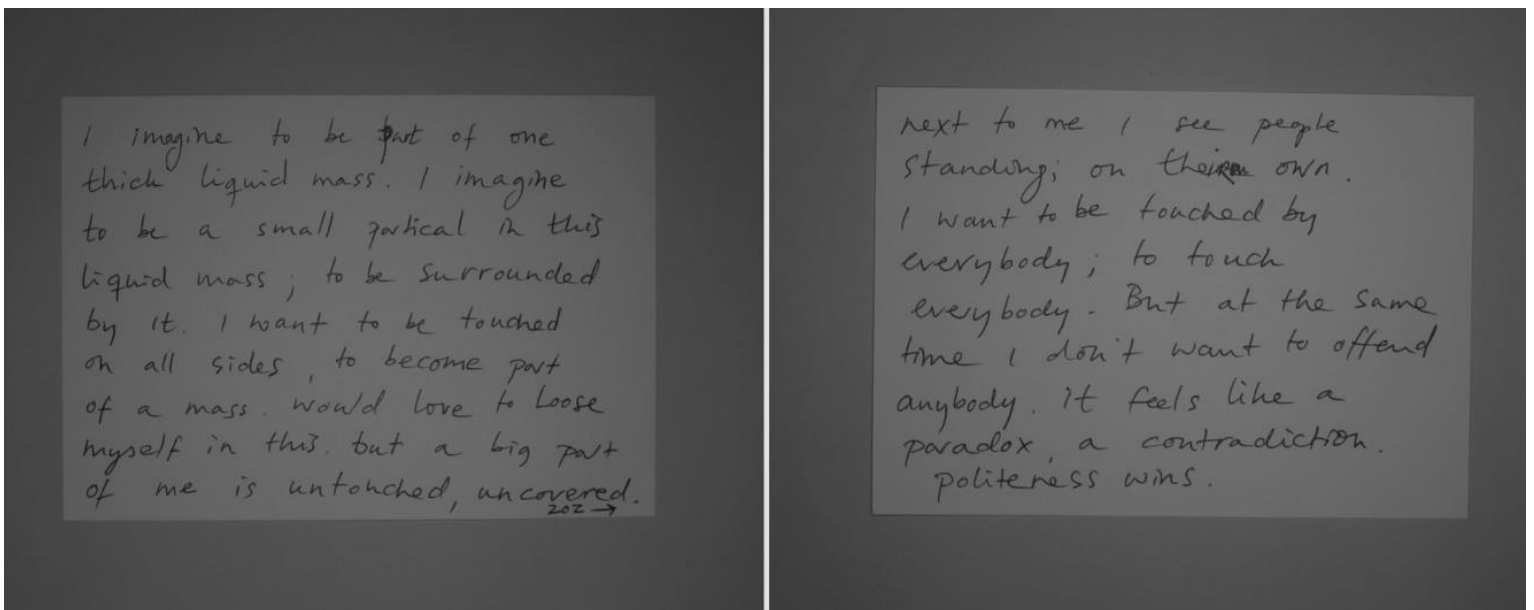 I imagine to be part of one
thick liquid mass. I imagine
to be a small partical in this
liquid mass; to be surrounded
by it. I want to be touched
on all sides, to become part
of a mass. would love to loose
myself in this. but a big part
of me is untouched, uncovered.
202 →
next to me I see people
standing; on their own.
I want to be touched by
everybody; to touch
everybody. But at the same
time I don't want to offend
anybody. it feels like a
paradox, a contradiction.
politeness wins.